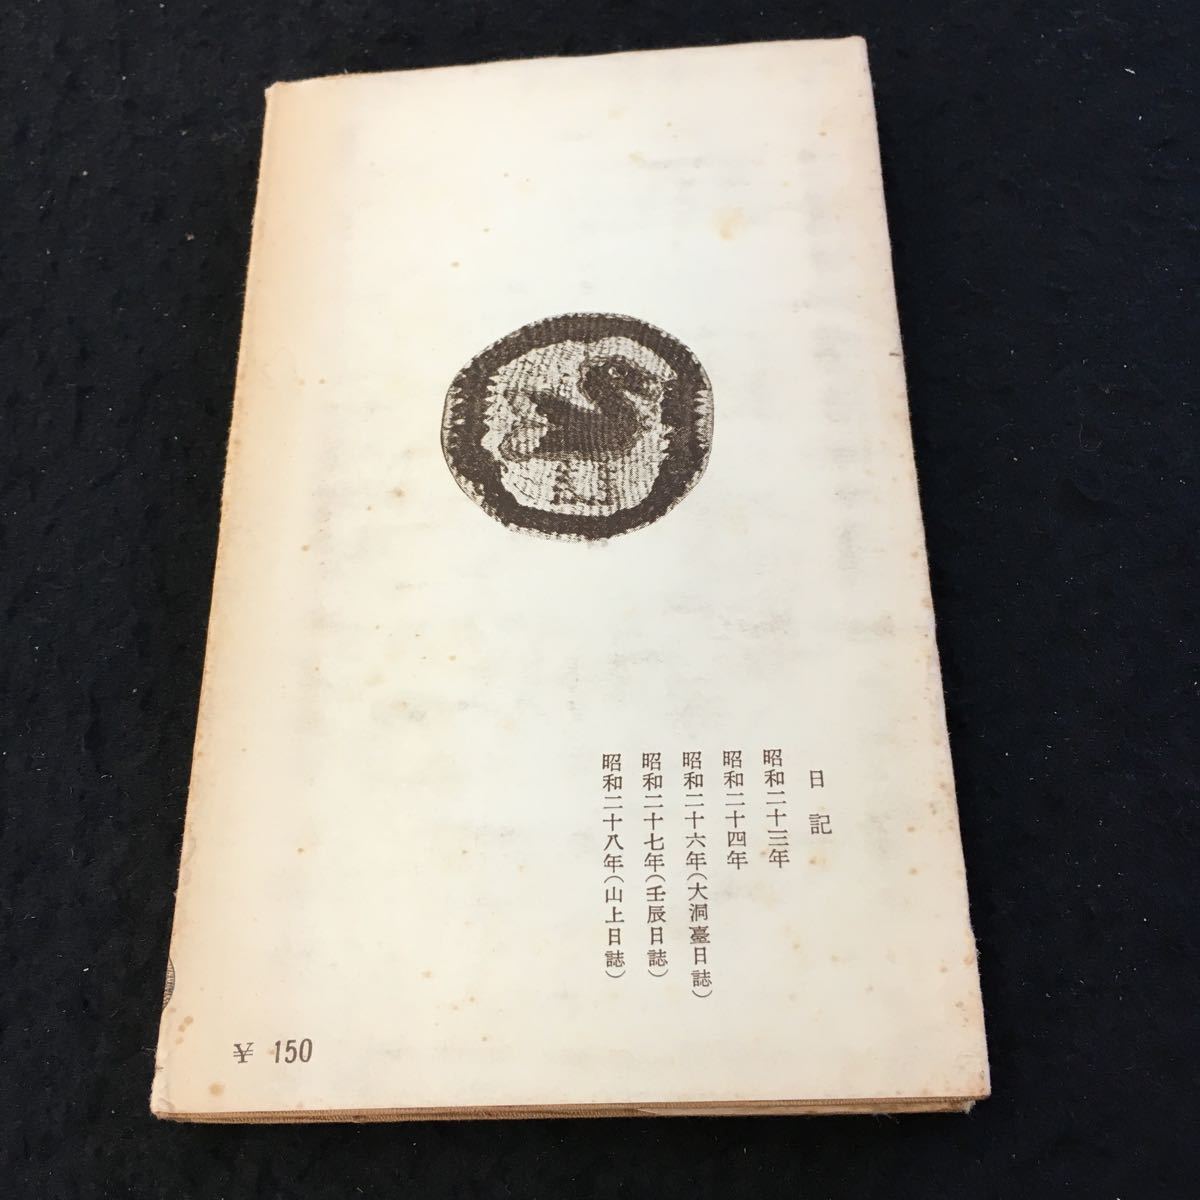 日記
昭和二十三年
昭和二十四年
昭和二十六年(大洞臺日誌)
昭和二十七年(壬辰日誌)
昭和二十八年(山上日誌)
¥ 150